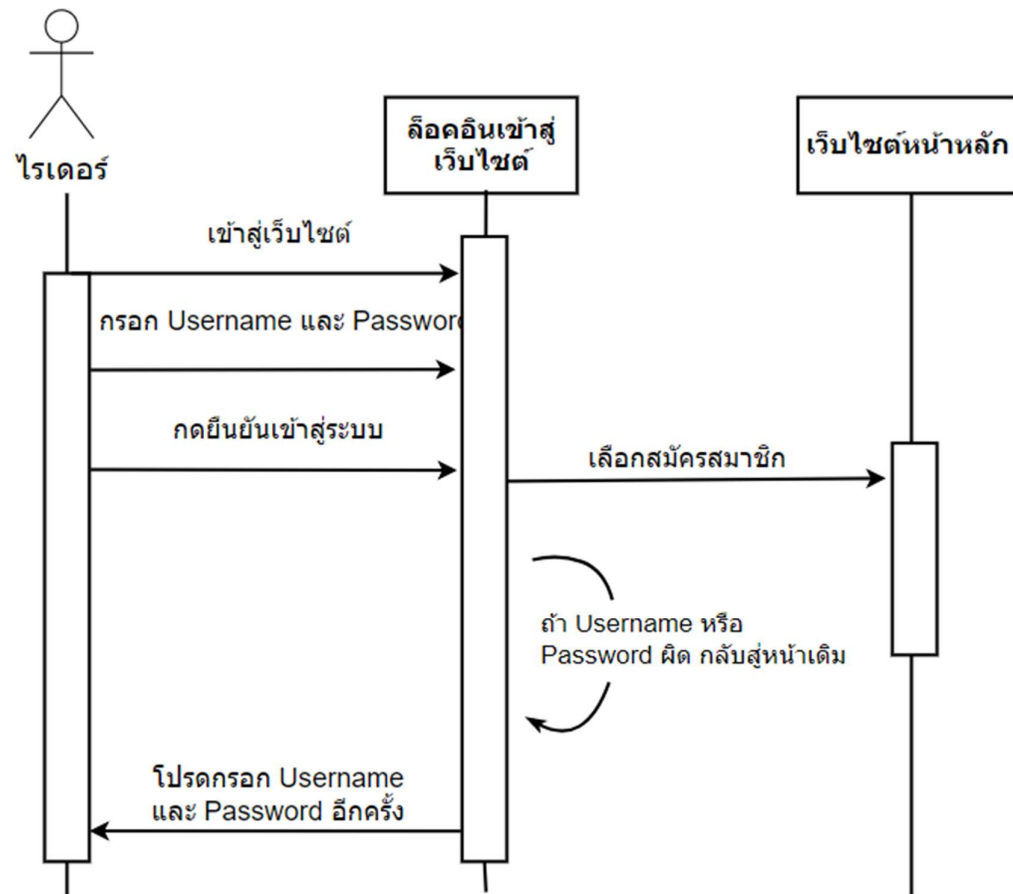 ไรเดอร์
ล็อคอินเข้าสู่
เว็บไซต์
เว็บไซต์หน้าหลัก
เข้าสู่เว็บไซต์
กรอก Username และ Password
กดยืนยันเข้าสู่ระบบ
เลือกสมัครสมาชิก
ถ้า Username หรือ
Password ผิด กลับสู่หน้าเดิม
โปรดกรอก Username
และ Password อีกครั้ง